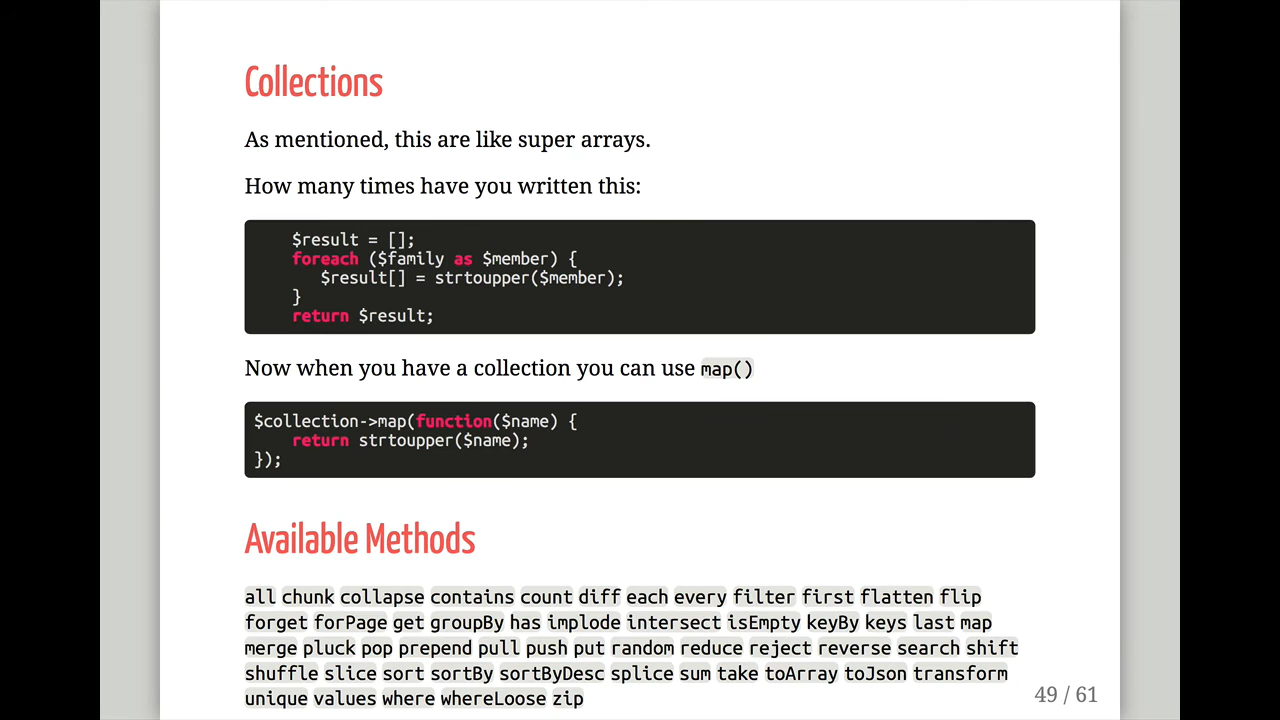 Collections
As mentioned, this are like super arrays.
How many times have you written this:
$result = [];
foreach ($family as $member) {
$result[] = strtoupper($member);
}
return $result;
Now when you have a collection you can use map()
$collection->map(function($name) {
return strtoupper($name);
});
Available Methods
all chunk collapse contains count diff each every filter first flatten flip
forget forPage get groupBy has implode intersect isEmpty keyBy keys last map
merge pluck pop prepend pull push put random reduce reject reverse search shift
shuffle slice sort sortBy sortByDesc splice sum take toArray toJson transform
unique values where whereLoose zip
49 / 61